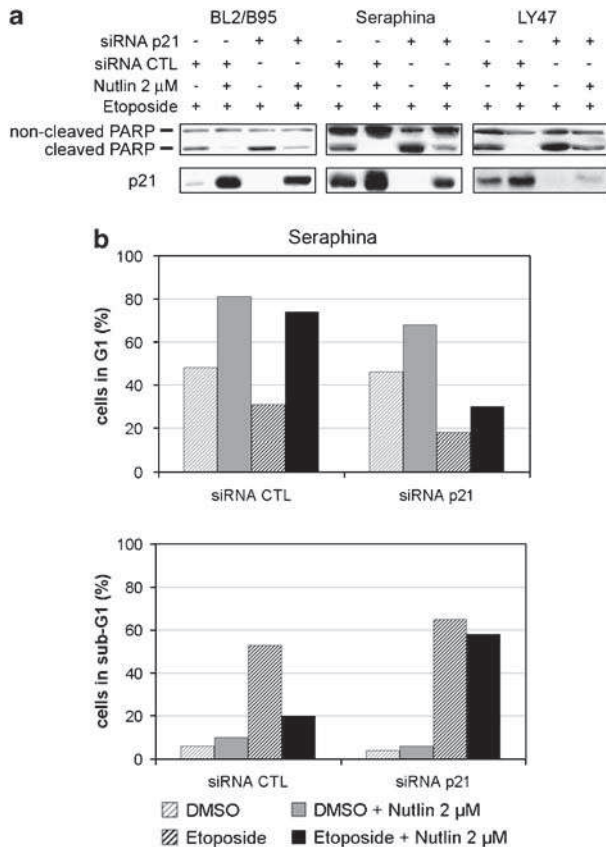 a
BL2/B95 Seraphina LY47
siRNA p21 - - + + - - + + - - + +
siRNA CTL + + - - + + - - + + - -
Nutlin 2 µM - + - + - + - + - + - +
Etoposide + + + + + + + + + + + +
non-cleaved PARP
cleaved PARP
p21
b
Seraphina
cells in G1 (%)
100
80
60
40
20
0
siRNA CTL siRNA p21
cells in sub-G1 (%)
100
80
60
40
20
0
siRNA CTL siRNA p21
DMSO DMSO + Nutlin 2 µM
Etoposide Etoposide + Nutlin 2 µM